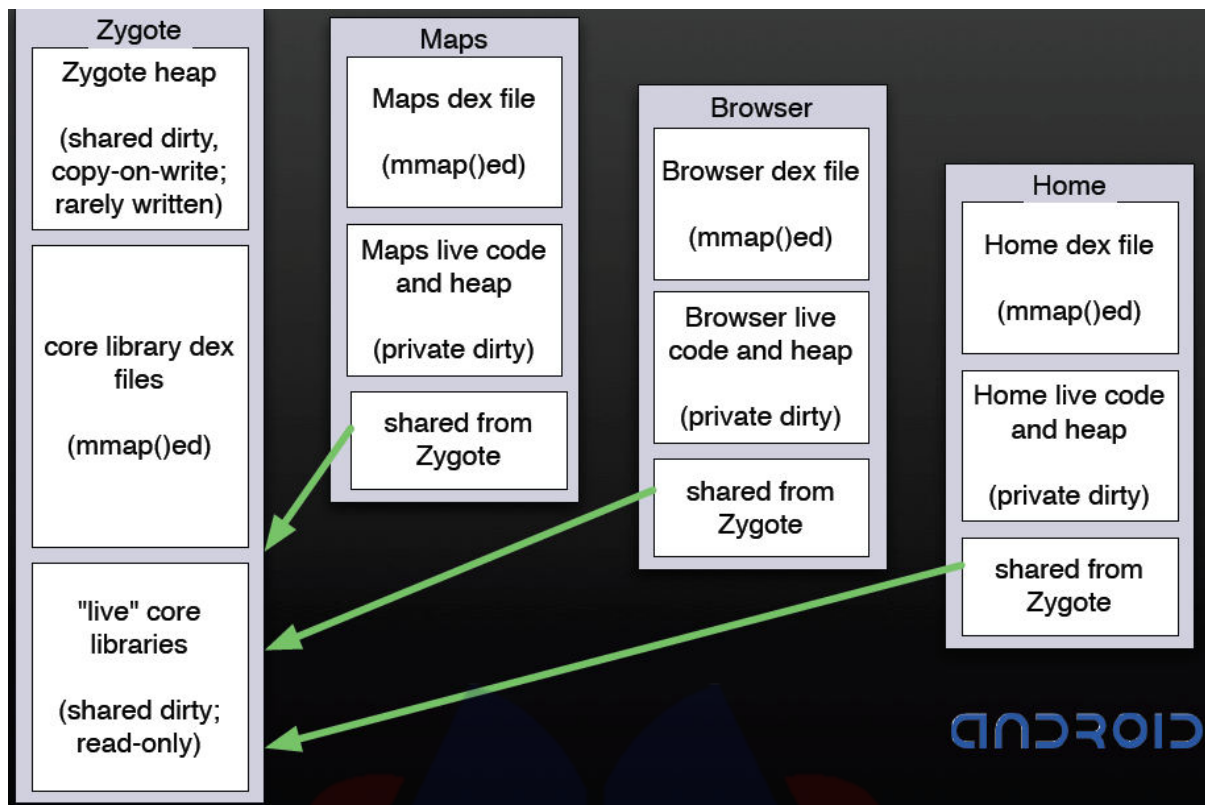 Zygote
Zygote heap
(shared dirty,
copy-on-write;
rarely written)
core library dex
files
(mmap()ed)
"live" core
libraries
(shared dirty;
read-only)
Maps
Maps dex file
(mmap()ed)
Maps live code
and heap
(private dirty)
shared from
Zygote
Browser
Browser dex file
(mmap()ed)
Browser live
code and heap
(private dirty)
shared from
Zygote
Home
Home dex file
(mmap()ed)
Home live code
and heap
(private dirty)
shared from
Zygote
ANDROID